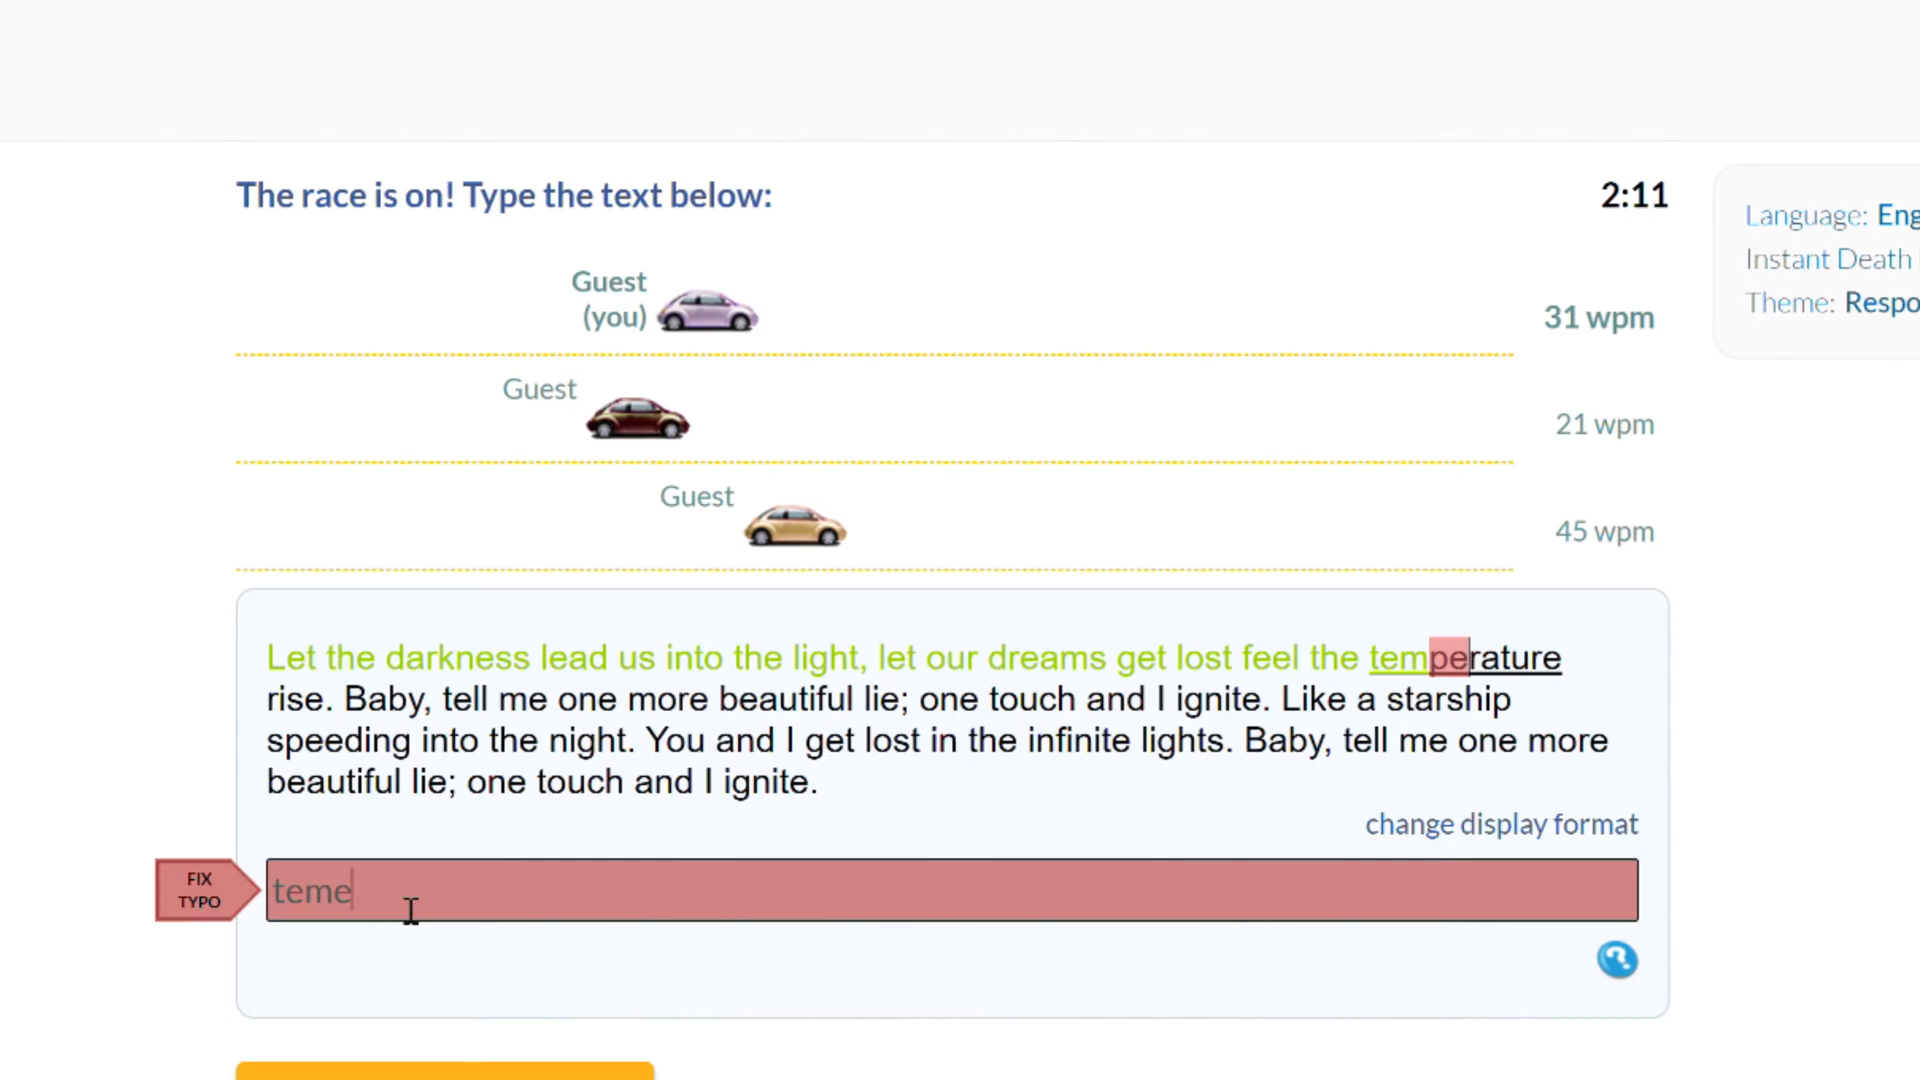 The race is on! Type the text below:
2:11
Language: Eng
Instant Death
Theme: Respo
Guest
(you)
31 wpm
Guest
21 wpm
Guest
45 wpm
Let the darkness lead us into the light, let our dreams get lost feel the temperature
rise. Baby, tell me one more beautiful lie; one touch and I ignite. Like a starship
speeding into the night. You and I get lost in the infinite lights. Baby, tell me one more
beautiful lie; one touch and I ignite.
change display format
FIX
TYPO
teme
?